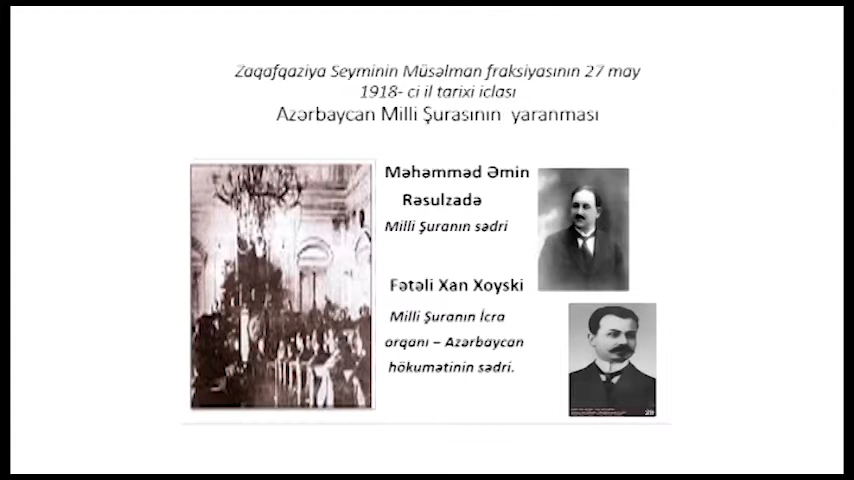 Zaqafqaziya Seyminin Müsəlman fraksiyasının 27 may
1918- ci il tarixi iclası
Azərbaycan Milli Şurasının yaranması
Məhəmməd Əmin
Rəsulzadə
Milli Şuranın sədri
Fətəli Xan Xoyski
Milli Şuranın İcra
orqanı – Azərbaycan
hökumətinin sədri.
20